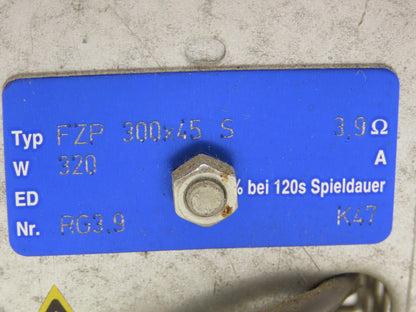 Typ FZP 300x45 S 3,9 Ω
W 320 A
ED % bei 120s Spieldauer
Nr. RG3.9 K47